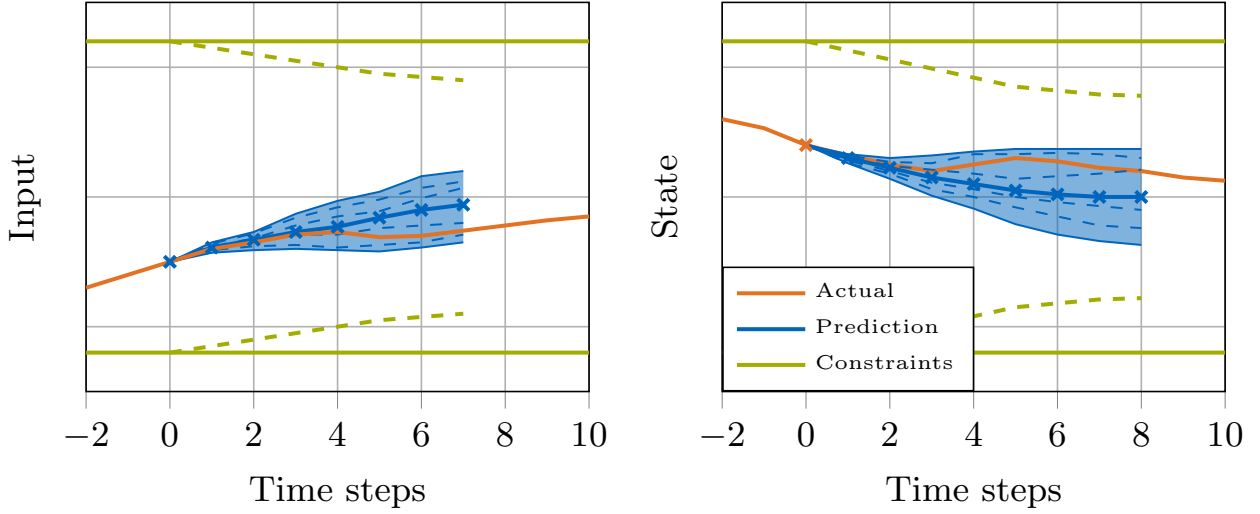 Input
−2 0 2 4 6 8 10
Time steps
State
Actual
Prediction
Constraints
−2 0 2 4 6 8 10
Time steps